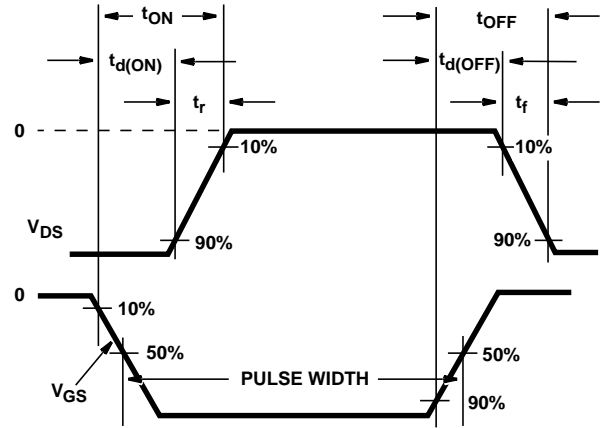 tON
tOFF
td(ON)
td(OFF)
tr
tf
0
10%
10%
VDS
90%
90%
0
10%
50%
50%
VGS
PULSE WIDTH
90%